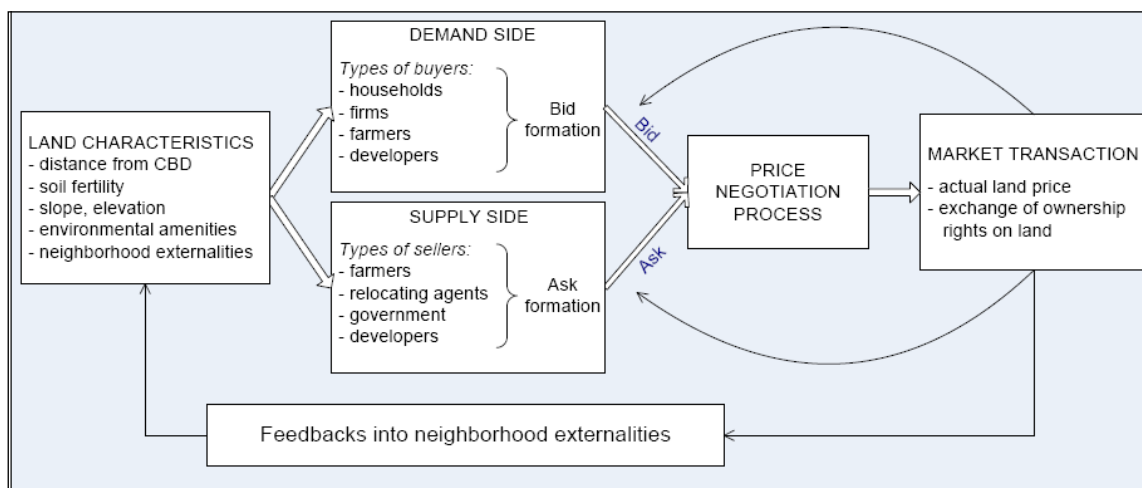 LAND CHARACTERISTICS
- distance from CBD
- soil fertility
- slope, elevation
- environmental amenities
- neighborhood externalities
DEMAND SIDE
Types of buyers:
- households
- firms
- farmers
- developers
Bid
formation
SUPPLY SIDE
Types of sellers:
- farmers
- relocating agents
- government
- developers
Ask
formation
Bid
Ask
PRICE
NEGOTIATION
PROCESS
MARKET TRANSACTION
- actual land price
- exchange of ownership
rights on land
Feedbacks into neighborhood externalities